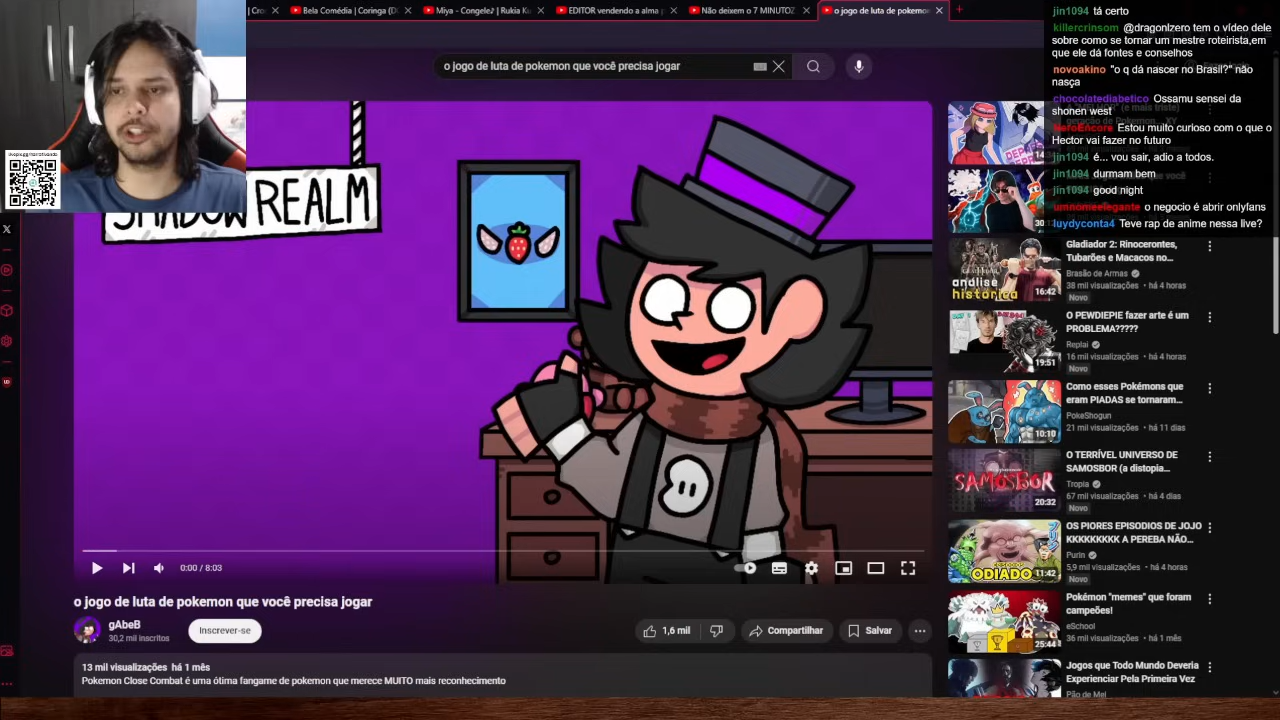 Cro
Bela Comédia | Coringa (DC
Miya - Congele♪ | Rukia Ku
EDITOR vendendo a alma p
Não deixem o 7 MINUTOZ
o jogo de luta de pokemon
o jogo de luta de pokemon que você precisa jogar
SHADOW REALM
0:00 / 8:03
o jogo de luta de pokemon que você precisa jogar
gAbeB
30,2 mil inscritos
Inscrever-se
1,6 mil
Compartilhar
Salvar
13 mil visualizações há 1 mês
Pokemon Close Combat é uma ótima fangame de pokemon que merece MUITO mais reconhecimento
jin1094 tá certo
killercrinsom @dragonlzero tem o vídeo dele
sobre como se tornar um mestre roteirista,em
que ele dá fontes e conselhos
novoakino "o q dá nascer no Brasil?" não
nasça
chocolatediabetico Ossamu sensei da
shonen west
HeroEncore Estou muito curioso com o que o
Hector vai fazer no futuro
jin1094 é... vou sair, adio a todos.
jin1094 durmam bem
jin1094 good night
umnomeelegante o negocio é abrir onlyfans
luydyconta4 Teve rap de anime nessa live?
Gladiador 2: Rinocerontes,
Tubarões e Macacos no...
Brasão de Armas
38 mil visualizações · há 4 horas
Novo
análise
histórica
16:42
O PEWDIEPIE fazer arte é um
PROBLEMA?????
Replai
16 mil visualizações · há 4 horas
Novo
19:51
Como esses Pokémons que
eram PIADAS se tornaram...
PokeShogun
21 mil visualizações · há 11 dias
10:10
O TERRÍVEL UNIVERSO DE
SAMOSBOR (a distopia...
Tropia
67 mil visualizações · há 4 dias
Novo
SAMOSBOR
20:32
OS PIORES EPISODIOS DE JOJO
KKKKKKKKK A PEREBA NÃO...
Purin
5,9 mil visualizações · há 4 horas
Novo
ODIADO
11:42
Pokémon "memes" que foram
campeões!
eSchool
36 mil visualizações · há 1 mês
25:44
Jogos que Todo Mundo Deveria
Experienciar Pela Primeira Vez
Pão de Mel